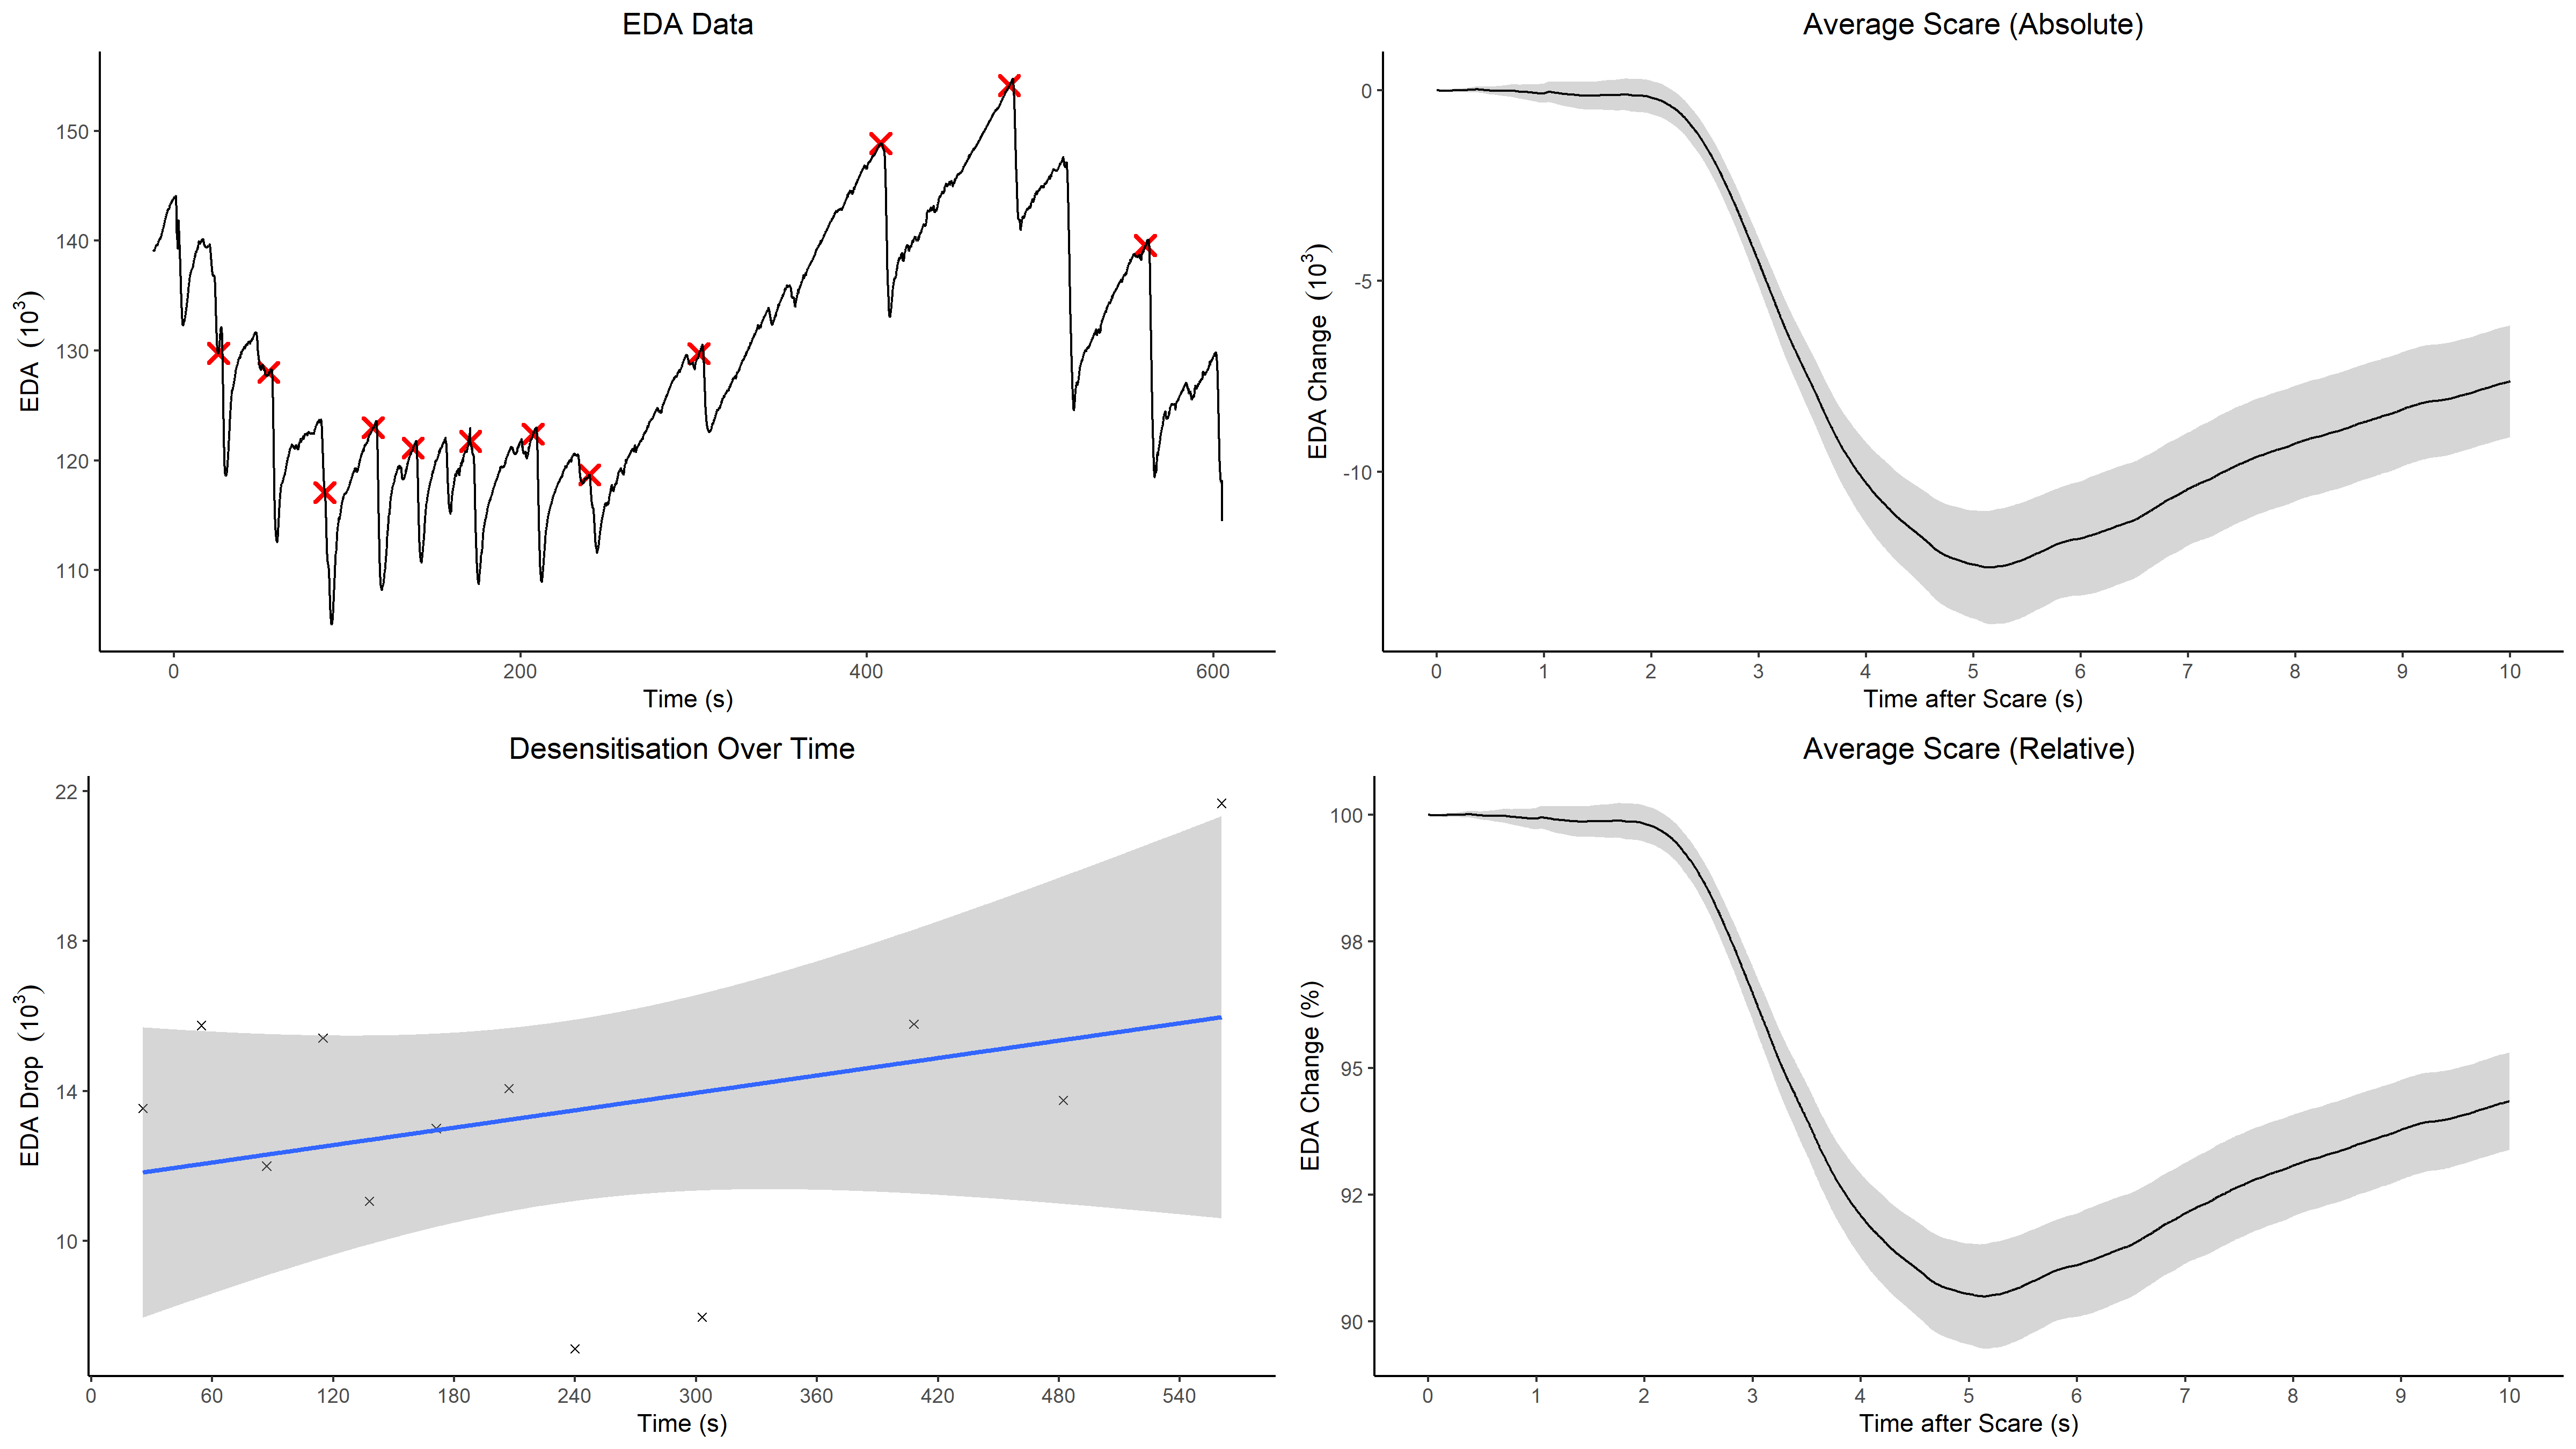 EDA Data
EDA (10³)
150
140
130
120
110
0 200 400 600
Time (s)
Average Scare (Absolute)
EDA Change (10³)
0
-5
-10
0 1 2 3 4 5 6 7 8 9 10
Time after Scare (s)
Desensitisation Over Time
EDA Drop (10³)
22
18
14
10
0 60 120 180 240 300 360 420 480 540
Time (s)
Average Scare (Relative)
EDA Change (%)
100
98
95
92
90
0 1 2 3 4 5 6 7 8 9 10
Time after Scare (s)